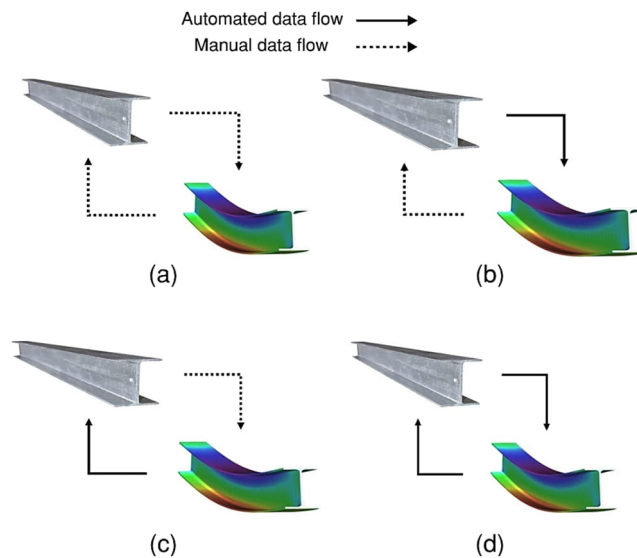 Automated data flow
Manual data flow
(a)
(b)
(c)
(d)